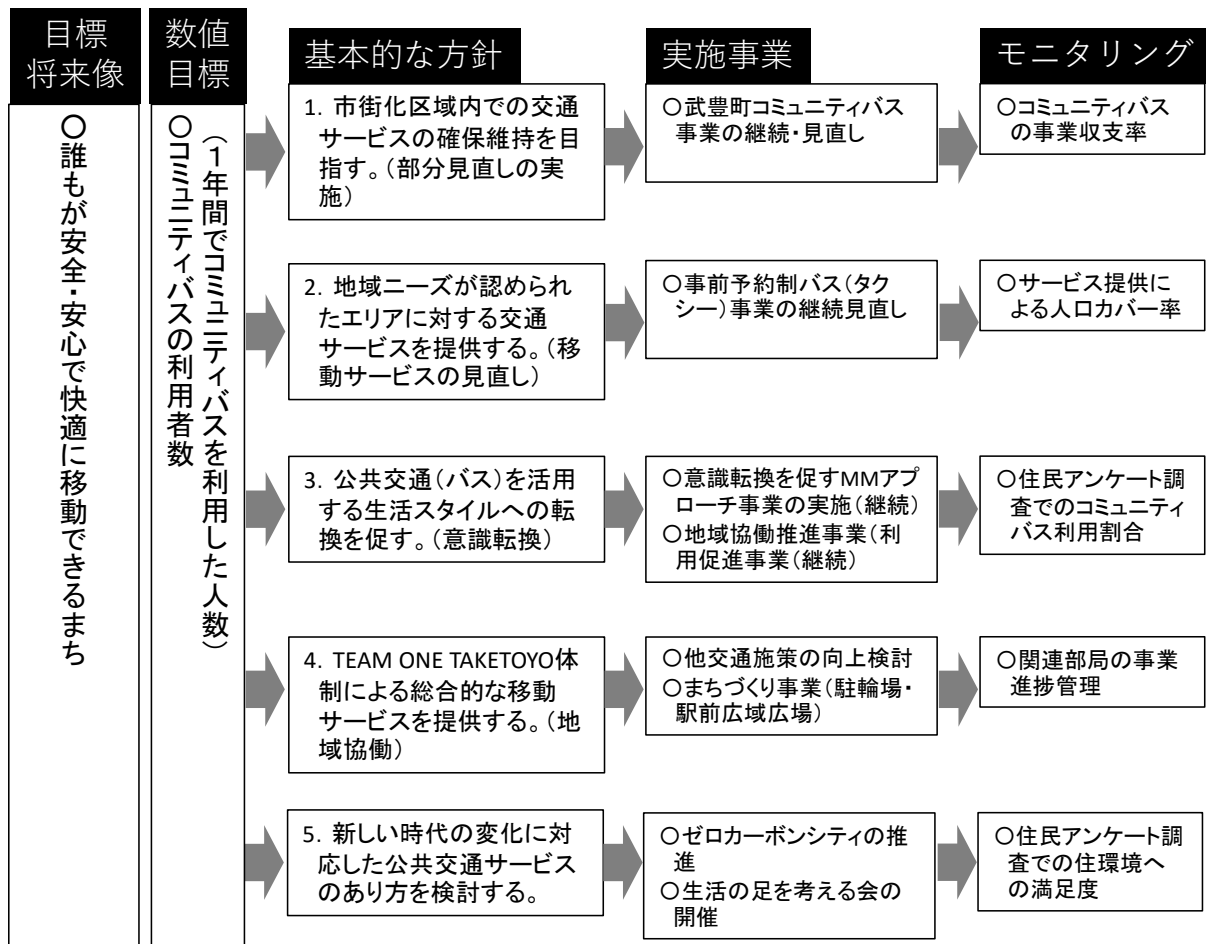 目標
将来像
数値
目標
基本的な方針
実施事業
モニタリング
〇誰もが安全・安心で快適に移動できるまち
〇コミュニティバスの利用者数
（１年間でコミュニティバスを利用した人数）
1. 市街化区域内での交通
サービスの確保維持を目
指す。（部分見直しの実
施）
〇武豊町コミュニティバス
事業の継続・見直し
〇コミュニティバス
の事業収支率
2. 地域ニーズが認められ
たエリアに対する交通
サービスを提供する。（移
動サービスの見直し）
〇事前予約制バス（タク
シー）事業の継続見直し
〇サービス提供に
よる人口カバー率
3. 公共交通（バス）を活用
する生活スタイルへの転
換を促す。（意識転換）
〇意識転換を促すMMアプ
ローチ事業の実施（継続）
〇地域協働推進事業（利
用促進事業（継続）
〇住民アンケート調
査でのコミュニティ
バス利用割合
4. TEAM ONE TAKETOYO体
制による総合的な移動
サービスを提供する。（地
域協働）
〇他交通施策の向上検討
〇まちづくり事業（駐輪場・
駅前広域広場）
〇関連部局の事業
進捗管理
5. 新しい時代の変化に対
応した公共交通サービス
のあり方を検討する。
〇ゼロカーボンシティの推
進
〇生活の足を考える会の
開催
〇住民アンケート調
査での住環境へ
の満足度